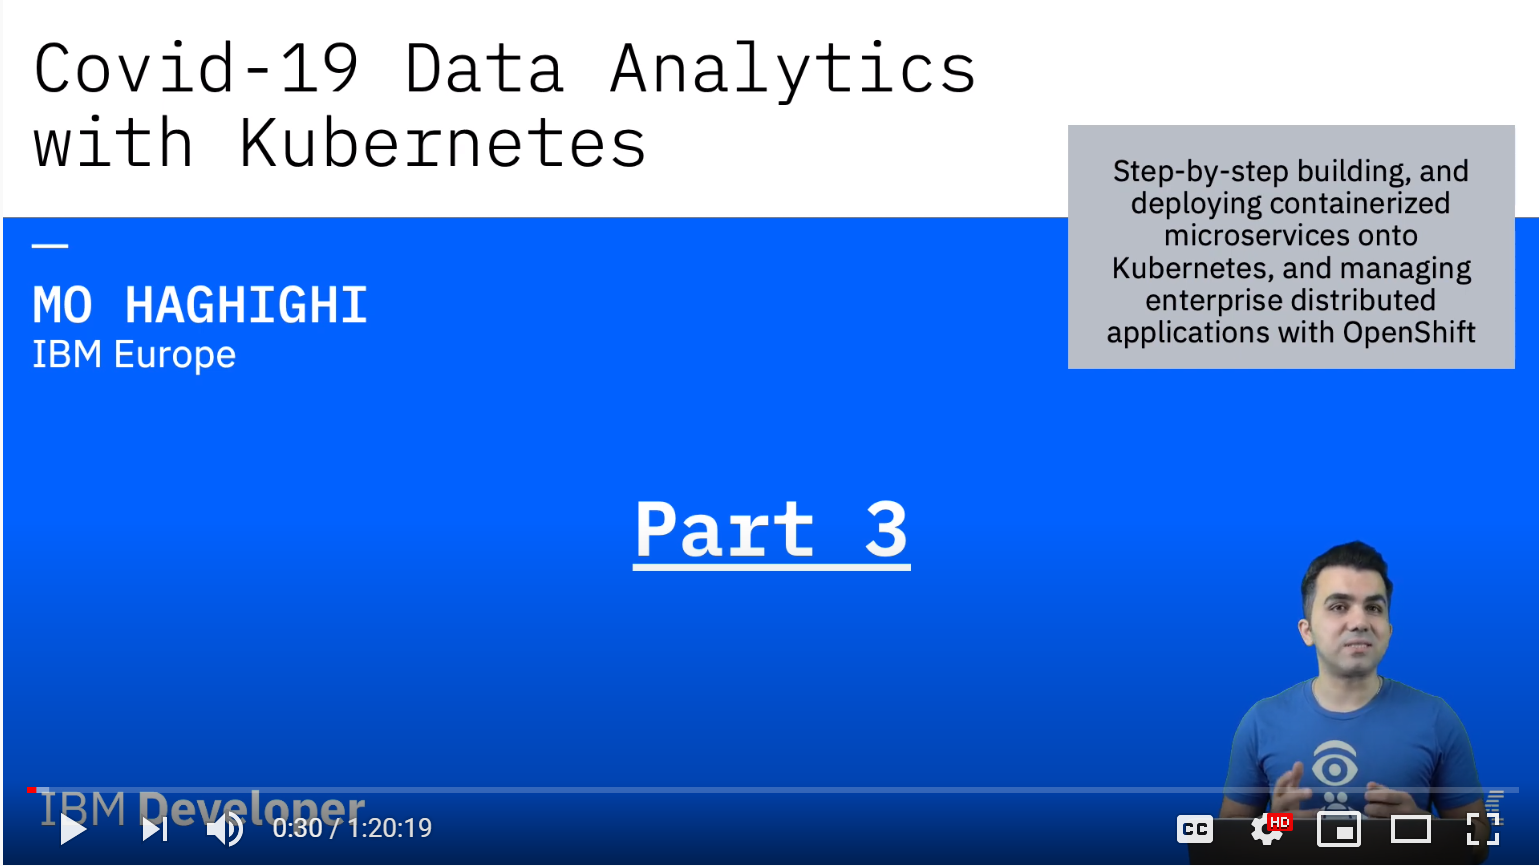 Covid-19 Data Analytics
with Kubernetes
Step-by-step building, and
deploying containerized
microservices onto
Kubernetes, and managing
enterprise distributed
applications with OpenShift
MO HAGHIGHI
IBM Europe
Part 3
IBM Developer
0:30 / 1:20:19
CC
HD